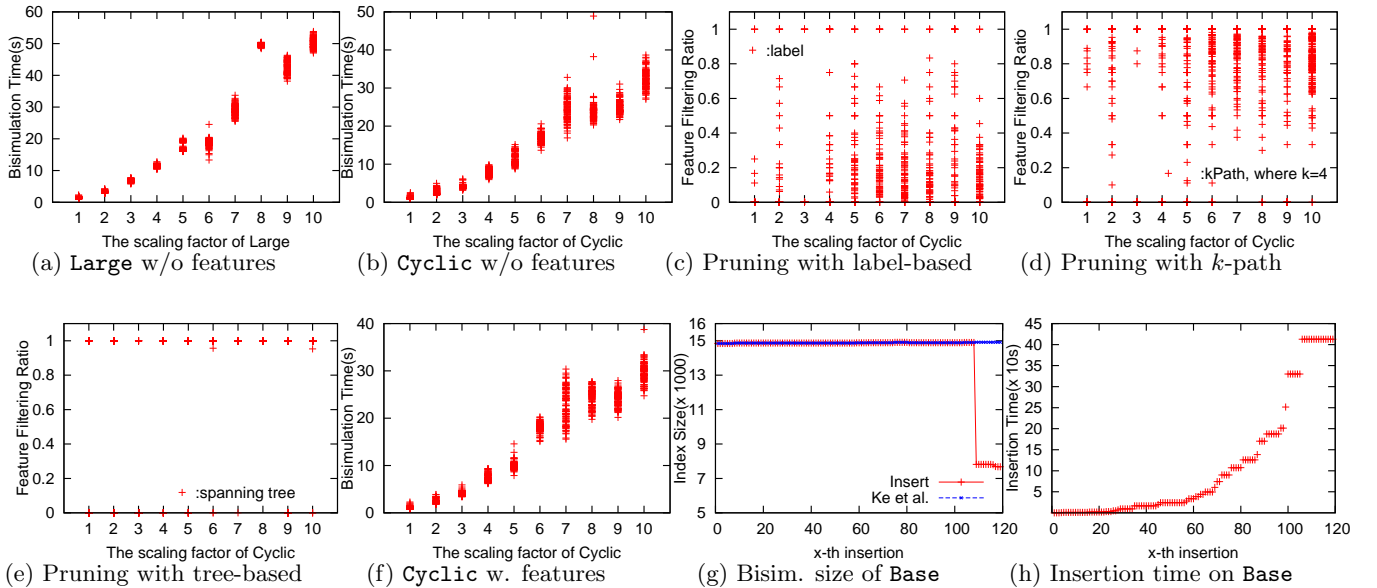 Bisimulation Time(s)
60
50
40
30
20
10
0
1 2 3 4 5 6 7 8 9 10
The scaling factor of Large
(a) Large w/o features
Bisimulation Time(s)
50
40
30
20
10
0
1 2 3 4 5 6 7 8 9 10
The scaling factor of Cyclic
(b) Cyclic w/o features
Feature Filtering Ratio
1
0.8
0.6
0.4
0.2
0
:label
1 2 3 4 5 6 7 8 9 10
The scaling factor of Cyclic
(c) Pruning with label-based
Feature Filtering Ratio
1
0.8
0.6
0.4
0.2
0
:kPath, where k=4
1 2 3 4 5 6 7 8 9 10
The scaling factor of Cyclic
(d) Pruning with k-path
Feature Filtering Ratio
1
0.8
0.6
0.4
0.2
0
:spanning tree
1 2 3 4 5 6 7 8 9 10
The scaling factor of Cyclic
(e) Pruning with tree-based
Bisimulation Time(s)
40
30
20
10
0
1 2 3 4 5 6 7 8 9 10
The scaling factor of Cyclic
(f) Cyclic w. features
Index Size(x 1000)
16
15
14
12
11
9
8
7
5
Insert
Ke et al.
0 20 40 60 80 100 120
x-th insertion
(g) Bisim. size of Base
Insertion Time(x 10s)
45
40
35
30
25
20
15
10
5
0 20 40 60 80 100 120
x-th insertion
(h) Insertion time on Base